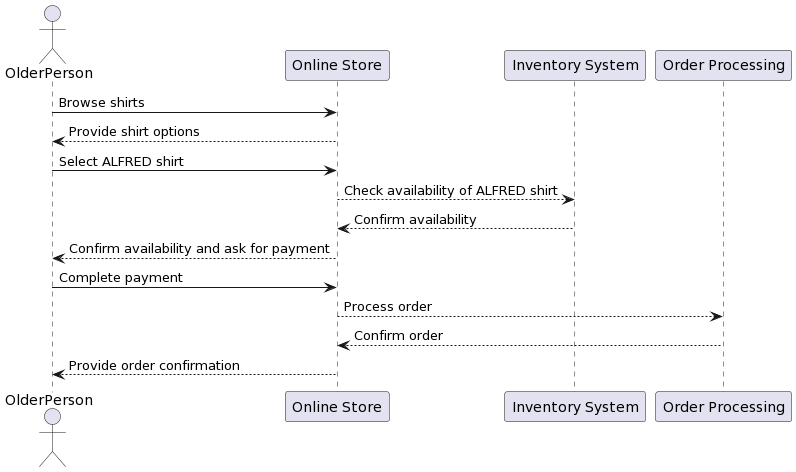 OlderPerson
Online Store
Inventory System
Order Processing
Browse shirts
Provide shirt options
Select ALFRED shirt
Check availability of ALFRED shirt
Confirm availability
Confirm availability and ask for payment
Complete payment
Process order
Confirm order
Provide order confirmation
OlderPerson
Online Store
Inventory System
Order Processing